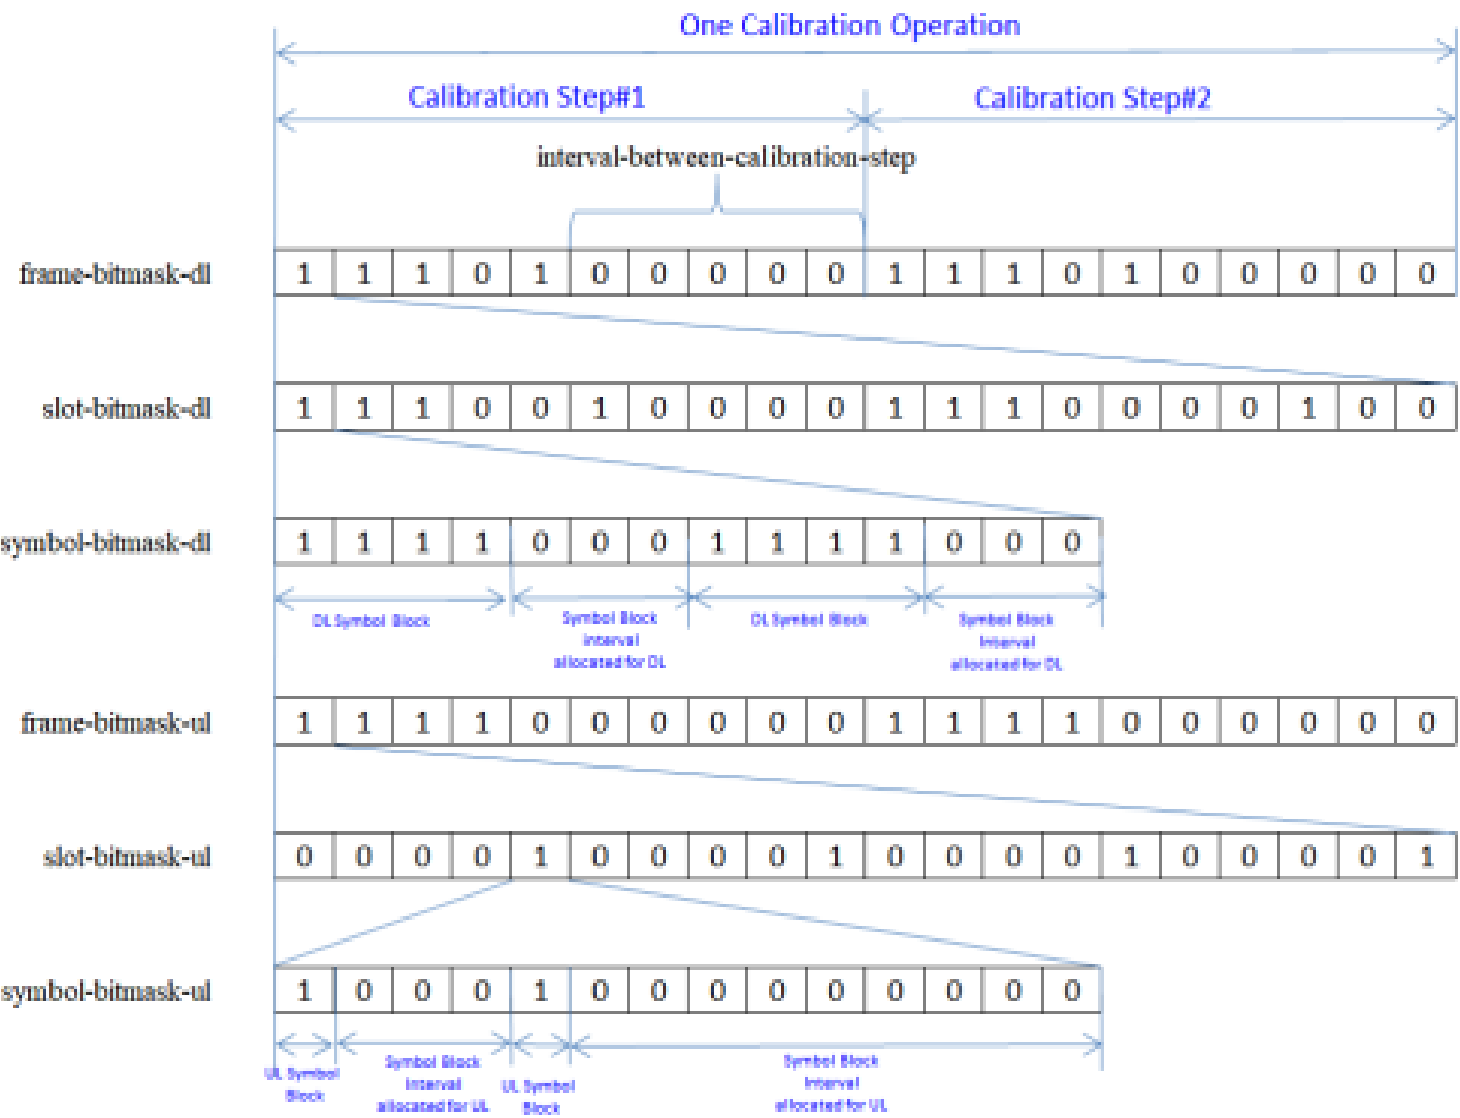 One Calibration Operation
Calibration Step#1 Calibration Step#2
interval-between-calibration-step
frame-bitmask-dl 1 1 1 0 1 0 0 0 0 0 1 1 1 0 1 0 0 0 0 0
slot-bitmask-dl 1 1 1 0 0 1 0 0 0 0 1 1 1 0 0 0 0 1 0 0
symbol-bitmask-dl 1 1 1 1 0 0 0 1 1 1 1 0 0 0
DL Symbol Block Symbol Block DL Symbol Block Symbol Block
interval Interval
allocated for DL allocated for DL
frame-bitmask-ul 1 1 1 1 0 0 0 0 0 0 1 1 1 1 0 0 0 0 0 0
slot-bitmask-ul 0 0 0 0 1 0 0 0 0 1 0 0 0 0 1 0 0 0 0 1
symbol-bitmask-ul 1 0 0 0 1 0 0 0 0 0 0 0 0 0
UL Symbol Symbol Block UL Symbol Symbol Block
Block Interval Block Interval
allocated for UL allocated for UL